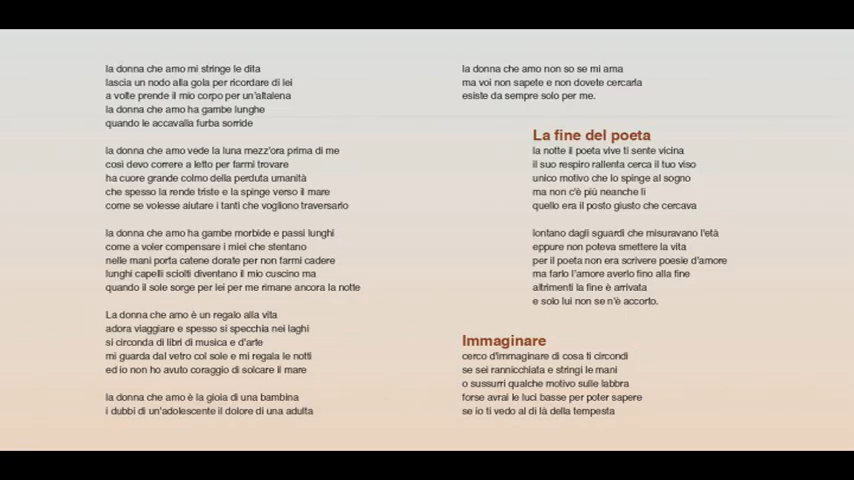 la donna che amo mi stringe le dita
lascia un nodo alla gola per ricordare di lei
a volte prende il mio corpo per un'altalena
la donna che amo ha gambe lunghe
quando le accavalla furba sorride
la donna che amo vede la luna mezz'ora prima di me
così devo correre a letto per farmi trovare
ha cuore grande colmo della perduta umanità
che spesso la rende triste e la spinge verso il mare
come se volesse aiutare i tanti che vogliono traversarlo
la donna che amo ha gambe morbide e passi lunghi
come a voler compensare i miei che stentano
nelle mani porta catene dorate per non farmi cadere
lunghi capelli sciolti diventano il mio cuscino ma
quando il sole sorge per lei per me rimane ancora la notte
La donna che amo è un regalo alla vita
adora viaggiare e spesso si specchia nei laghi
si circonda di libri di musica e d'arte
mi guarda dal vetro col sole e mi regala le notti
ed io non ho avuto coraggio di solcare il mare
la donna che amo è la gioia di una bambina
i dubbi di un'adolescente il dolore di una adulta
la donna che amo non so se mi ama
ma voi non sapete e non dovete cercarla
esiste da sempre solo per me.
La fine del poeta
la notte il poeta vive ti sente vicina
il suo respiro rallenta cerca il tuo viso
unico motivo che lo spinge al sogno
ma non c'è più neanche lì
quello era il posto giusto che cercava
lontano dagli sguardi che misuravano l'età
eppure non poteva smettere la vita
per il poeta non era scrivere poesie d'amore
ma farlo l'amore averlo fino alla fine
altrimenti la fine è arrivata
e solo lui non se n'è accorto.
Immaginare
cerco d'immaginare di cosa ti circondi
se sei rannicchiata e stringi le mani
o sussurri qualche motivo sulle labbra
forse avrai le luci basse per poter sapere
se io ti vedo al di là della tempesta